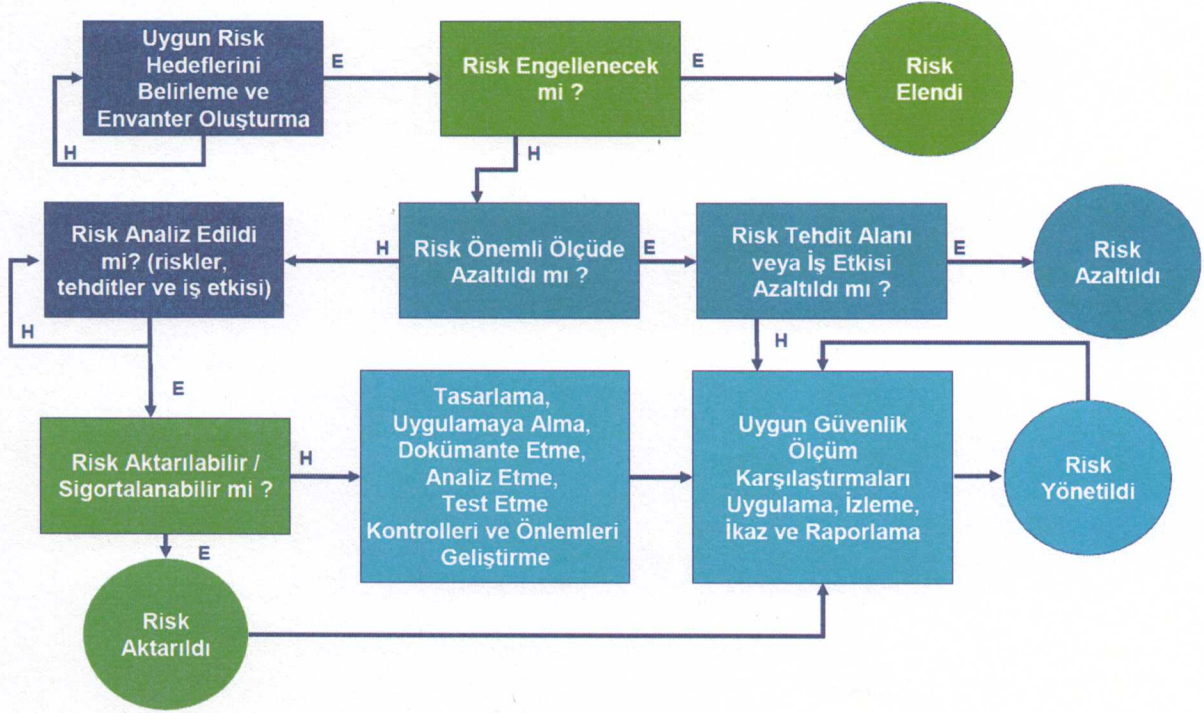 Uygun Risk
Hedeflerini
Belirleme ve
Envanter Oluşturma
E
H
Risk Engellenecek
mi ?
E
H
Risk
Elendi
Risk Analiz Edildi
mi? (riskler,
tehditler ve iş etkisi)
H
E
H
Risk Önemli Ölçüde
Azaltıldı mı ?
E
Risk Tehdit Alanı
veya İş Etkisi
Azaltıldı mı ?
E
H
Risk
Azaltıldı
Risk Aktarılabilir /
Sigortalanabilir mi ?
H
E
Tasarlama,
Uygulamaya Alma,
Dokümante Etme,
Analiz Etme,
Test Etme
Kontrolleri ve Önlemleri
Geliştirme
Uygun Güvenlik
Ölçüm
Karşılaştırmaları
Uygulama, İzleme,
İkaz ve Raporlama
Risk
Yönetildi
Risk
Aktarıldı